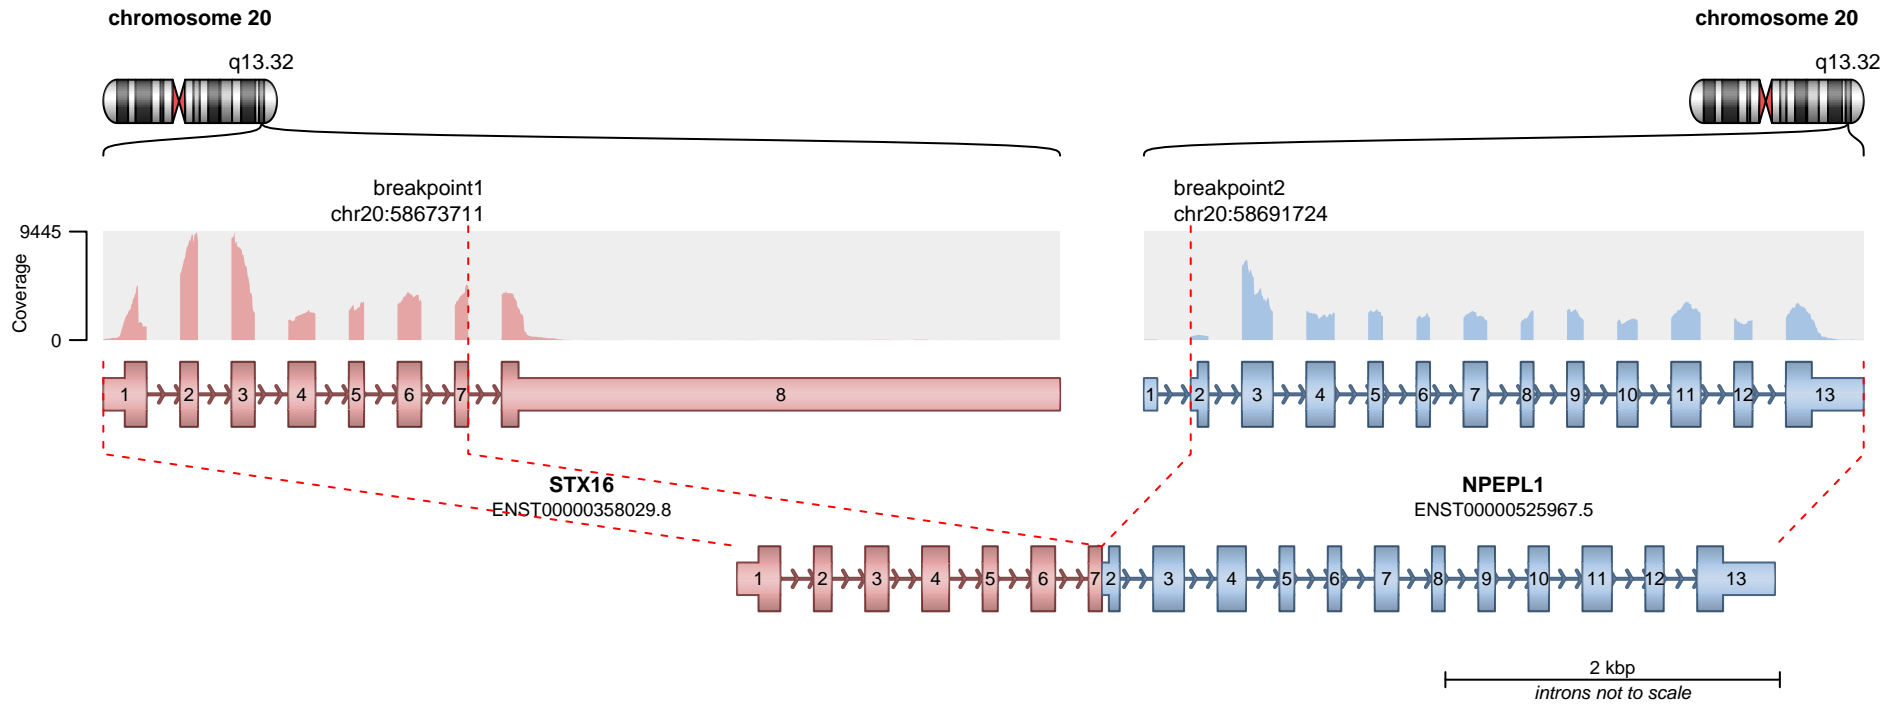 chromosome 20
chromosome 20
q13.32
q13.32
breakpoint1
chr20:58673711
breakpoint2
chr20:58691724
9445
Coverage
0
1 2 3 4 5 6 7 8
1 2 3 4 5 6 7 8 9 10 11 12 13
STX16
ENST00000358029.8
NPEPL1
ENST00000525967.5
1 2 3 4 5 6 7 2 3 4 5 6 7 8 9 10 11 12 13
2 kbp
introns not to scale